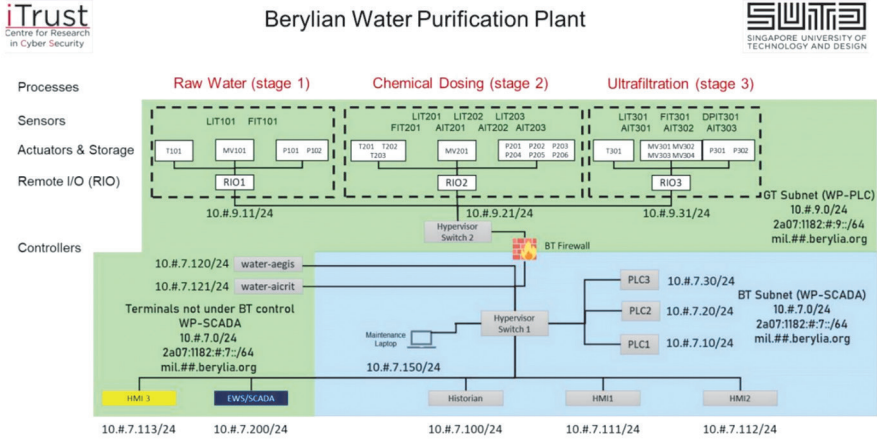 iTrust
Centre for Research
in Cyber Security
Berylian Water Purification Plant
SUTD
SINGAPORE UNIVERSITY OF
TECHNOLOGY AND DESIGN
Processes
Raw Water (stage 1)
Chemical Dosing (stage 2)
Ultrafiltration (stage 3)
Sensors
LIT101 FIT101
LIT201 LIT202 LIT203
FIT201 AIT201 AIT202 AIT203
LIT301 FIT301 DPIT301
AIT301 AIT302 AIT303
Actuators & Storage
T101
MV101
P101 P102
T201 T202
T203
MV201
P201 P202 P203
P204 P205 P206
T301
MV301 MV302
MV303 MV304
P301 P302
Remote I/O (RIO)
RIO1
RIO2
RIO3
10.#.9.11/24
10.#.9.21/24
10.#.9.31/24
GT Subnet (WP-PLC)
10.#.9.0/24
2a07:1182:#:9::/64
mil.##.berylia.org
Controllers
Hypervisor
Switch 2
BT Firewall
10.#.7.120/24
water-aegis
10.#.7.121/24
water-aicrit
Terminals not under BT control
WP-SCADA
10.#.7.0/24
2a07:1182:#:7::/64
mil.##.berylia.org
Maintenance
Laptop
10.#.7.150/24
Hypervisor
Switch 1
PLC3
10.#.7.30/24
PLC2
10.#.7.20/24
PLC1
10.#.7.10/24
BT Subnet (WP-SCADA)
10.#.7.0/24
2a07:1182:#:7::/64
mil.##.berylia.org
HMI-3
EWS/SCADA
Historian
HMI1
HMI2
10.#.7.113/24
10.#.7.200/24
10.#.7.100/24
10.#.7.111/24
10.#.7.112/24